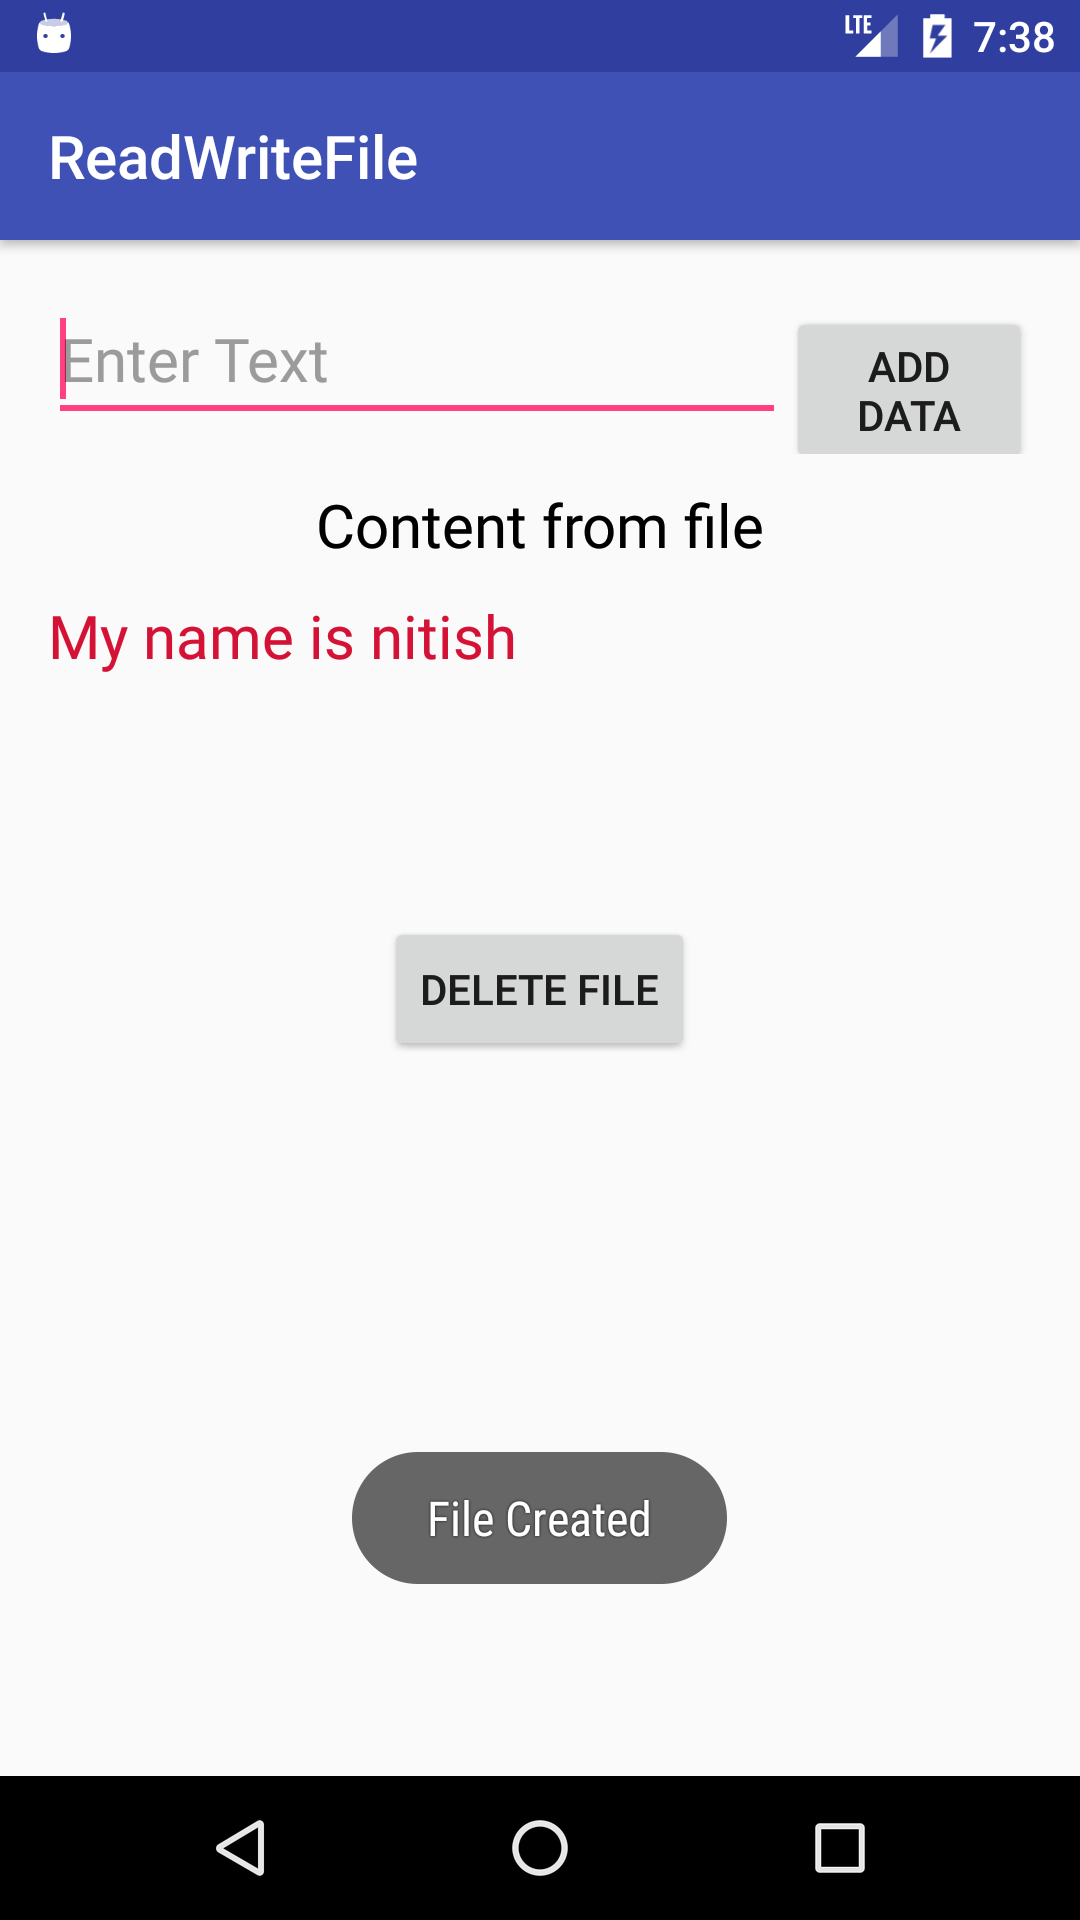 LTE 7:38
ReadWriteFile
Enter Text
ADD
DATA
Content from file
My name is nitish
DELETE FILE
File Created